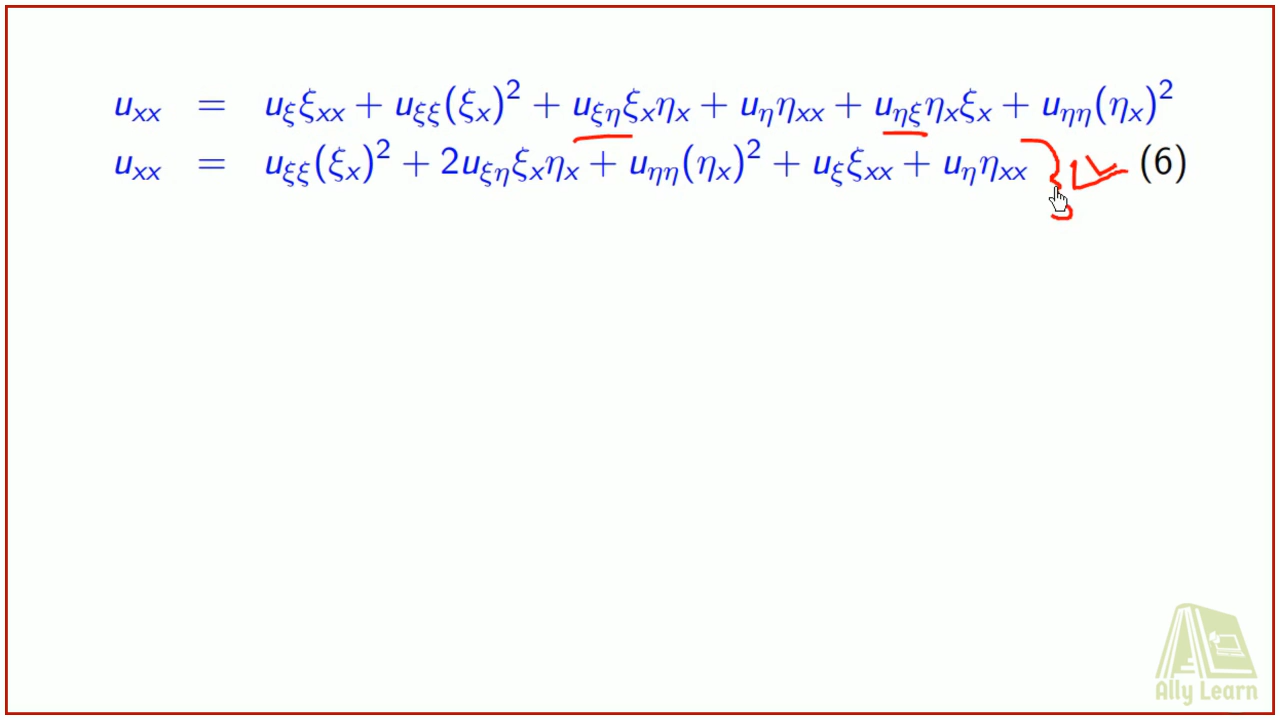 u_xx = u_ξ ξ_xx + u_ξξ(ξ_x)² + u_ξη ξ_x η_x + u_η η_xx + u_ηξ η_x ξ_x + u_ηη(η_x)²
u_xx = u_ξξ(ξ_x)² + 2u_ξη ξ_x η_x + u_ηη(η_x)² + u_ξ ξ_xx + u_η η_xx (6)
Ally Learn